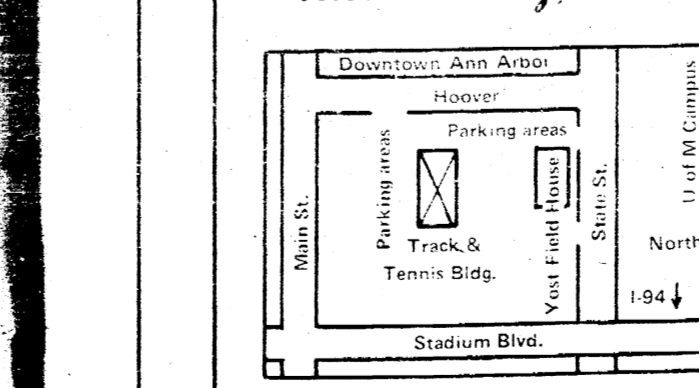 Downtown Ann Arbor
Hoover
Parking areas
Parking areas
U of M Campus
Main St.
Track &
Tennis Bldg.
Yost Field House
State St.
North
I-94
Stadium Blvd.